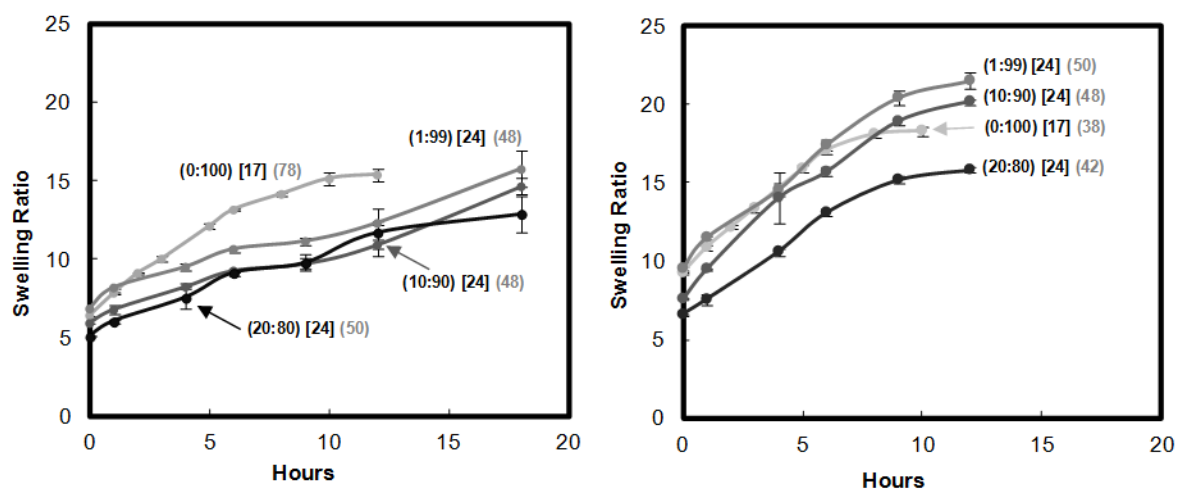 25
20
15
10
5
0
Swelling Ratio
(1:99) [24] (48)
(0:100) [17] (78)
(10:90) [24] (48)
(20:80) [24] (50)
0 5 10 15 20
Hours
25
20
15
10
5
0
Swelling Ratio
(1:99) [24] (50)
(10:90) [24] (48)
(0:100) [17] (38)
(20:80) [24] (42)
0 5 10 15 20
Hours